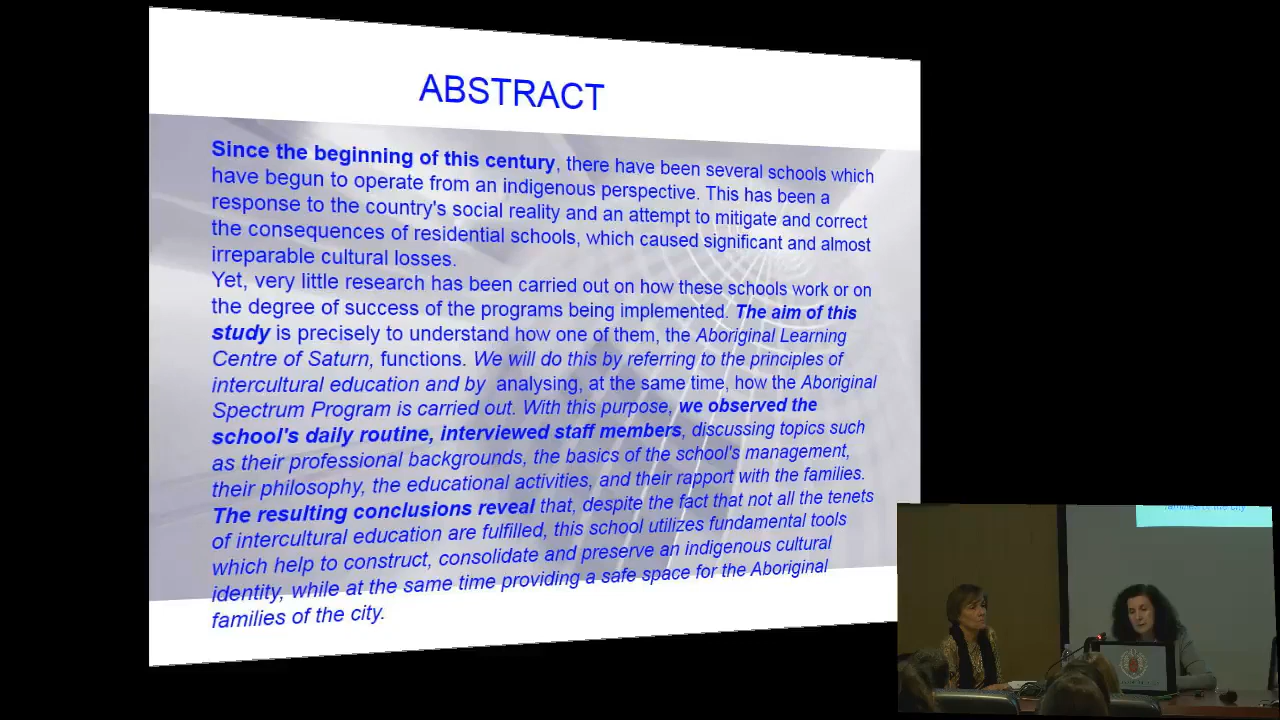 ABSTRACT
Since the beginning of this century, there have been several schools which
have begun to operate from an indigenous perspective. This has been a
response to the country's social reality and an attempt to mitigate and correct
the consequences of residential schools, which caused significant and almost
irreparable cultural losses.
Yet, very little research has been carried out on how these schools work or on
the degree of success of the programs being implemented. The aim of this
study is precisely to understand how one of them, the Aboriginal Learning
Centre of Saturn, functions. We will do this by referring to the principles of
intercultural education and by analysing, at the same time, how the Aboriginal
Spectrum Program is carried out. With this purpose, we observed the
school's daily routine, interviewed staff members, discussing topics such
as their professional backgrounds, the basics of the school's management,
their philosophy, the educational activities, and their rapport with the families.
The resulting conclusions reveal that, despite the fact that not all the tenets
of intercultural education are fulfilled, this school utilizes fundamental tools
which help to construct, consolidate and preserve an indigenous cultural
identity, while at the same time providing a safe space for the Aboriginal
families of the city.
families of the city